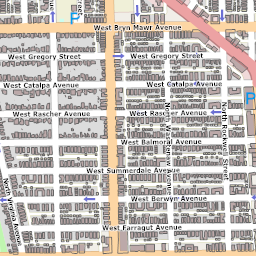 P
West Bryn Mawr Avenue
West Gregory Street
West Gregory Street
West Catalpa Avenue
West Catalpa Avenue
P
West Rascher Avenue
West Rascher Avenue
West Balmoral Avenue
West Summerdale Avenue
West Berwyn Avenue
West Farragut Avenue
North Virginia Avenue